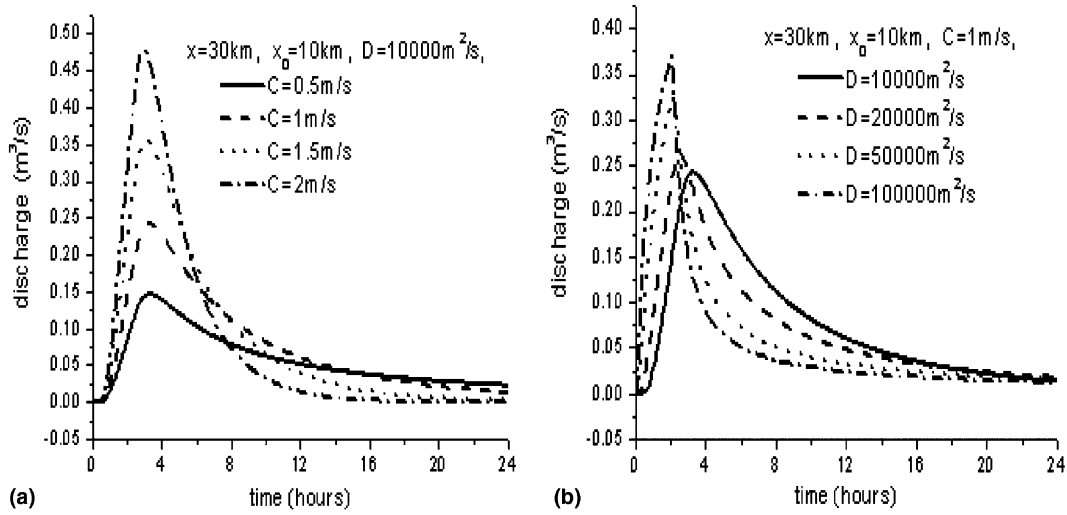 0.50
0.45
0.40
0.35
0.30
0.25
0.20
0.15
0.10
0.05
0.00
-0.05
discharge (m³/s)
x=30km, x₀=10km, D=10000m²/s,
C=0.5m/s
C=1m/s
C=1.5m/s
C=2m/s
0 4 8 12 16 20 24
time (hours)
(a)
0.40
0.35
0.30
0.25
0.20
0.15
0.10
0.05
0.00
-0.05
discharge (m³/s)
x=30km, x₀=10km, C=1m/s,
D=10000m²/s
D=20000m²/s
D=50000m²/s
D=100000m²/s
0 4 8 12 16 20 24
time (hours)
(b)